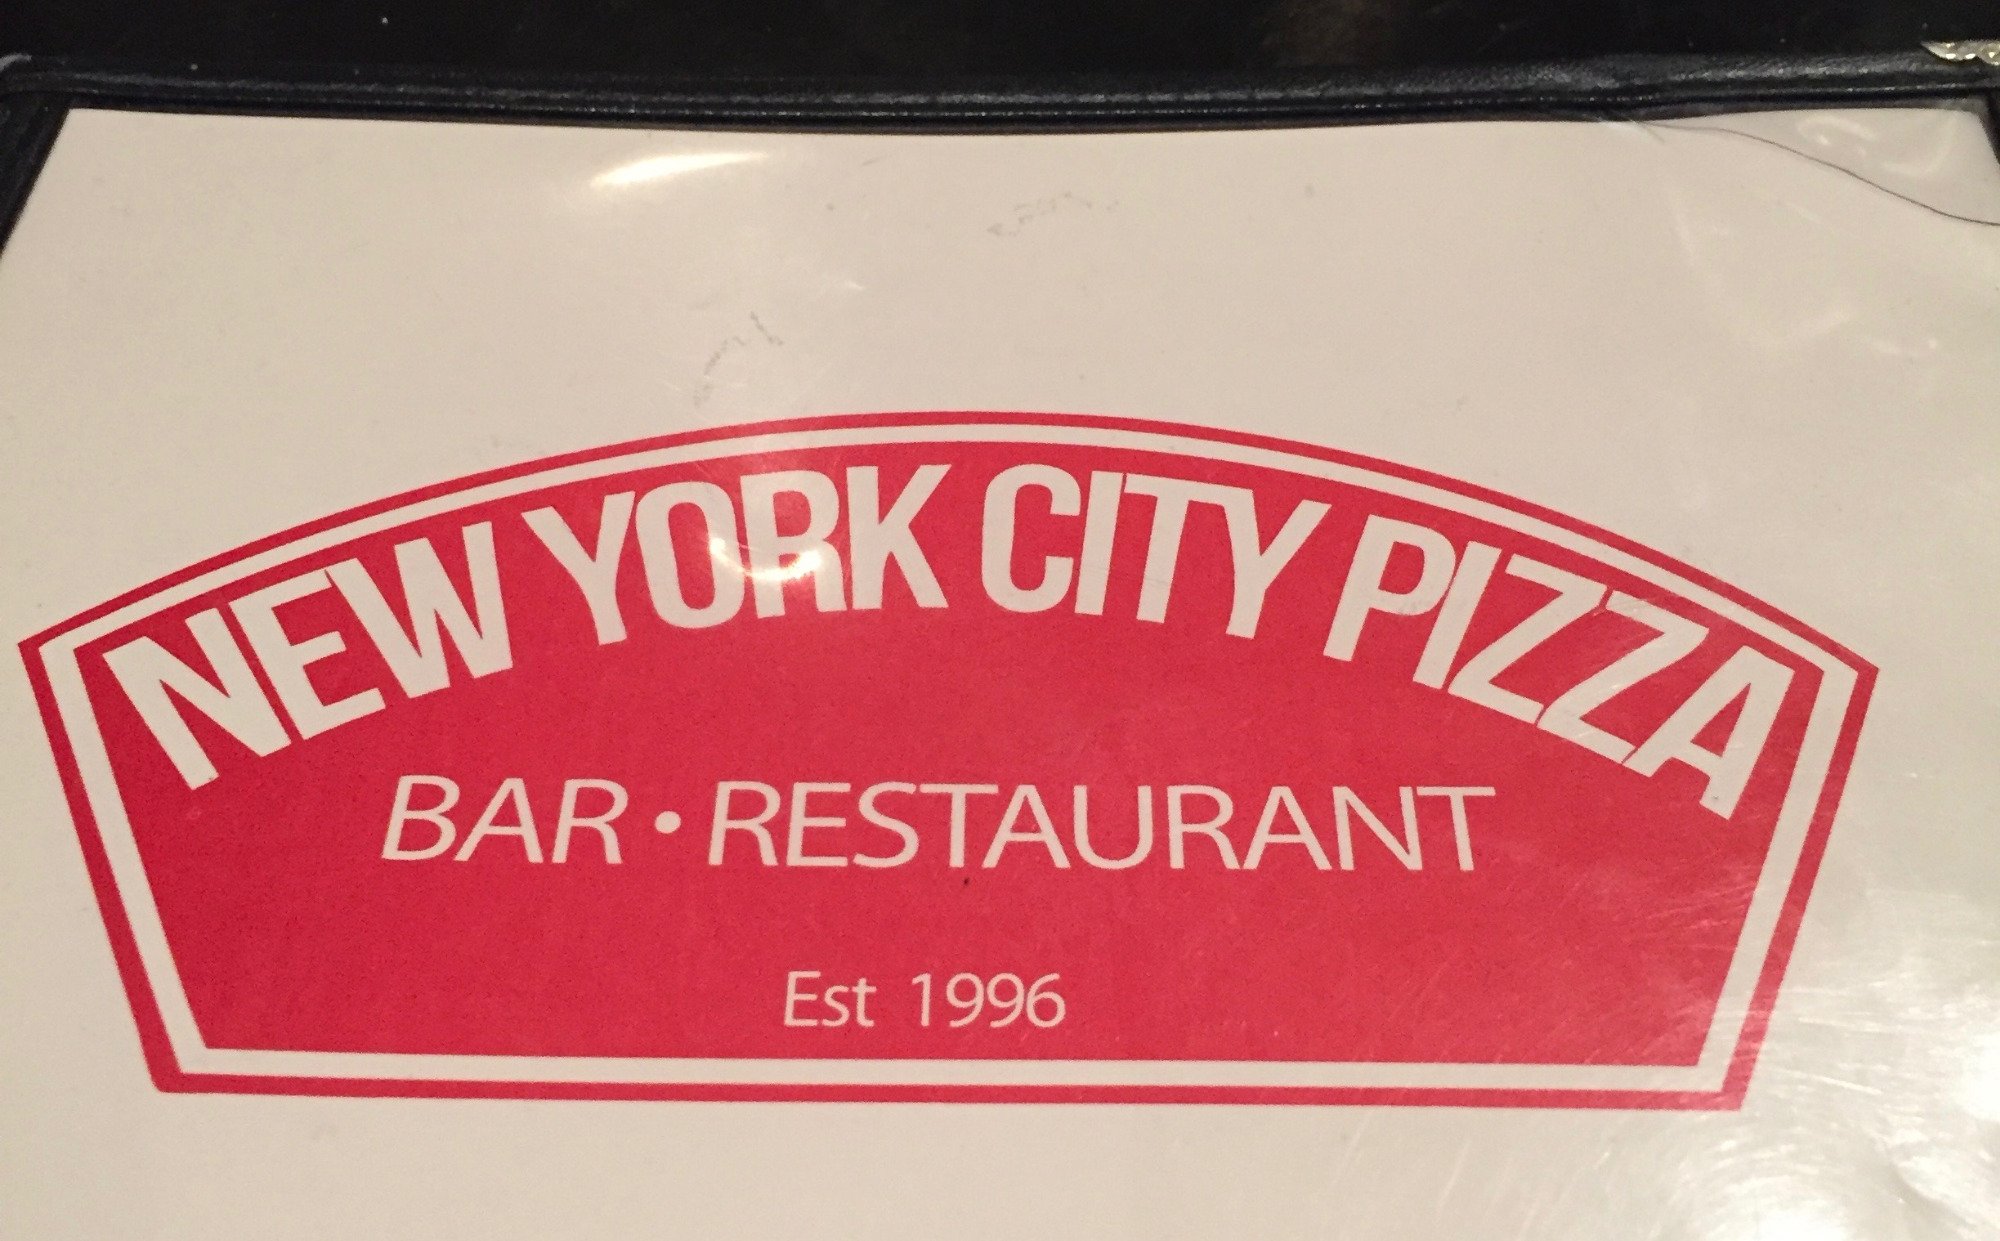 NEW YORK CITY PIZZA
BAR • RESTAURANT
Est 1996